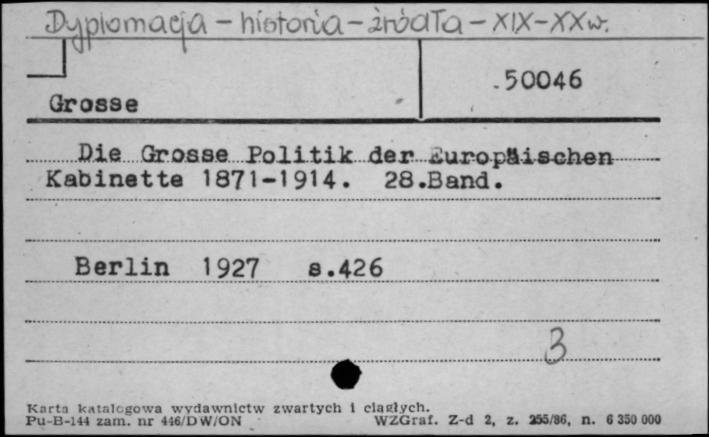 Dyplomacja - historia - źródła - XIX-XXw.
50046
Grosse
Die Grosse Politik der Europäischen
Kabinette 1871-1914. 28.Band.
Berlin 1927 s.426
3
Karta katalogowa wydawnictw zwartych i ciągłych.
Pu-B-144 zam. nr 446/DW/ON WZGraf. Z-d 2, z. 255/86, n. 6 350 000